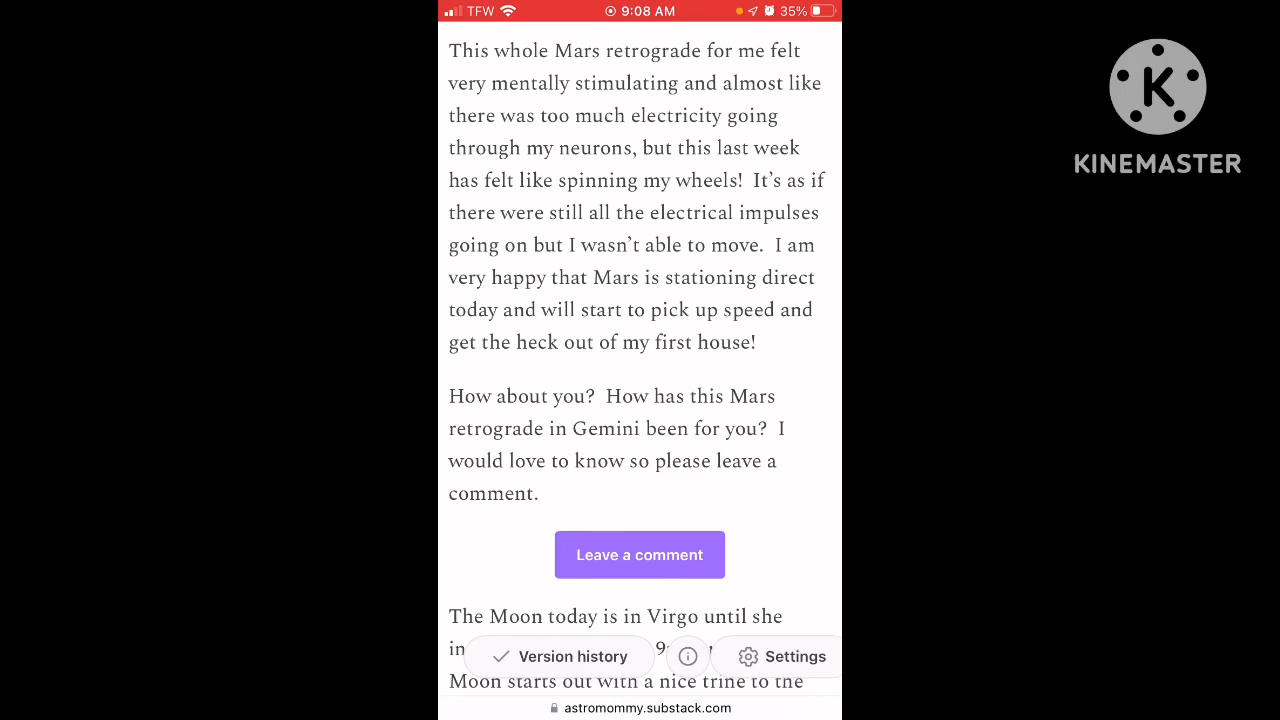 TFW 9:08 AM 35%
This whole Mars retrograde for me felt
very mentally stimulating and almost like
there was too much electricity going
through my neurons, but this last week
has felt like spinning my wheels!  It’s as if
there were still all the electrical impulses
going on but I wasn’t able to move.  I am
very happy that Mars is stationing direct
today and will start to pick up speed and
get the heck out of my first house!
How about you?  How has this Mars
retrograde in Gemini been for you?  I
would love to know so please leave a
comment.
Leave a comment
The Moon today is in Virgo until she
in
Version history
Settings
Moon starts out with a nice trine to the
astromommy.substack.com
K
KINEMASTER